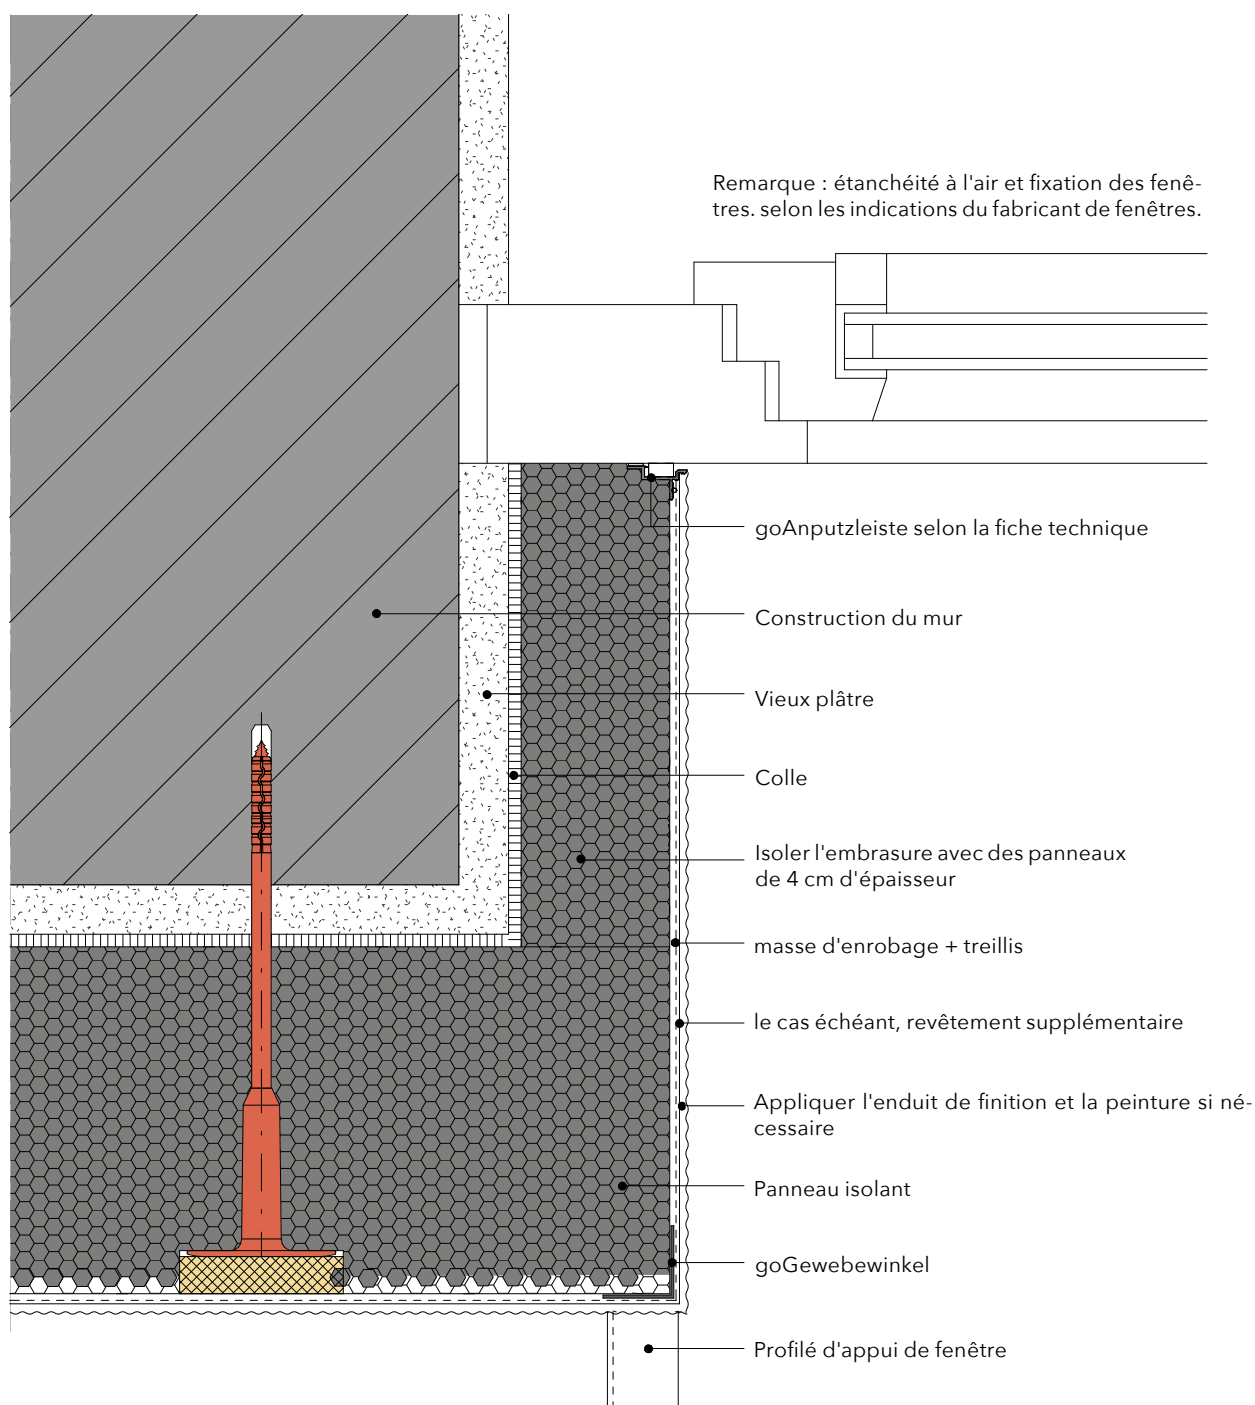 Remarque : étanchéité à l'air et fixation des fenê-
tres. selon les indications du fabricant de fenêtres.
goAnputzleiste selon la fiche technique
Construction du mur
Vieux plâtre
Colle
Isoler l'embrasure avec des panneaux
de 4 cm d'épaisseur
masse d'enrobage + treillis
le cas échéant, revêtement supplémentaire
Appliquer l'enduit de finition et la peinture si né-
cessaire
Panneau isolant
goGewebewinkel
Profilé d'appui de fenêtre